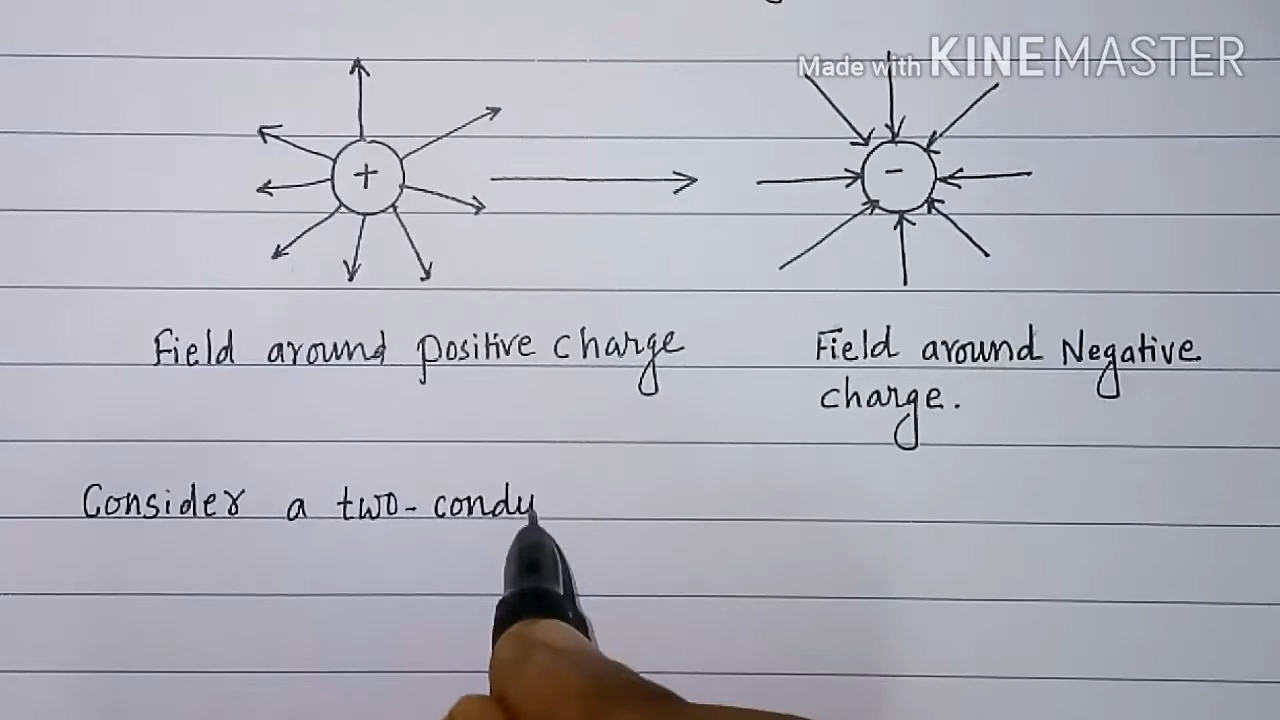 Made with KINEMASTER
+
-
Field around positive charge
Field around Negative
charge.
Consider a two-condu